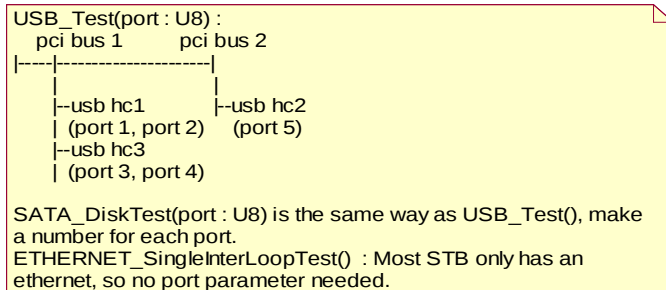 USB_Test(port : U8) :
pci bus 1 pci bus 2
|-----|----------------------|
| |
|--usb hc1 |--usb hc2
| (port 1, port 2) (port 5)
|--usb hc3
| (port 3, port 4)
SATA_DiskTest(port : U8) is the same way as USB_Test(), make
a number for each port.
ETHERNET_SingleInterLoopTest() : Most STB only has an
ethernet, so no port parameter needed.